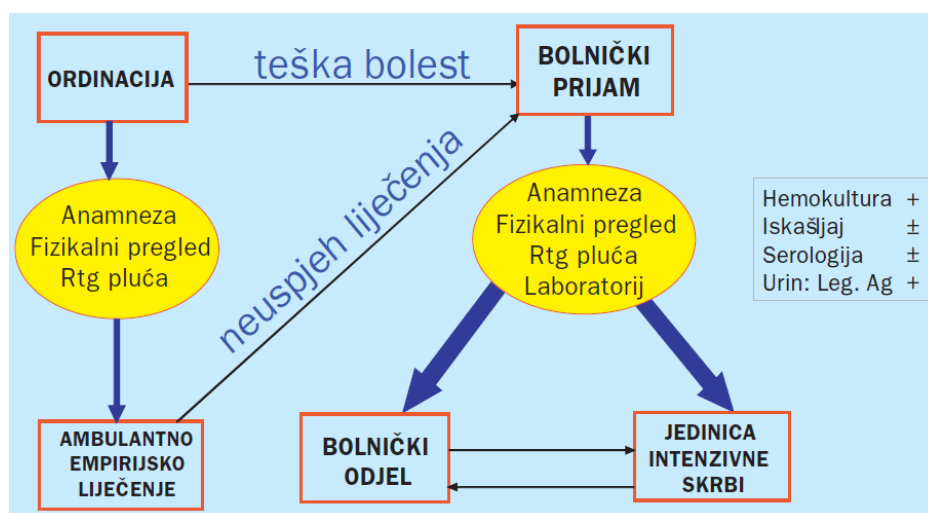 ORDINACIJA
teška bolest
BOLNIČKI
PRIJAM
neuspjeh liječenja
Anamneza
Fizikalni pregled
Rtg pluća
Anamneza
Fizikalni pregled
Rtg pluća
Laboratorij
Hemokultura +
Iskašljaj ±
Serologija ±
Urin: Leg. Ag +
AMBULANTNO
EMPIRIJSKO
LIJEČENJE
BOLNIČKI
ODJEL
JEDINICA
INTENZIVNE
SKRBI